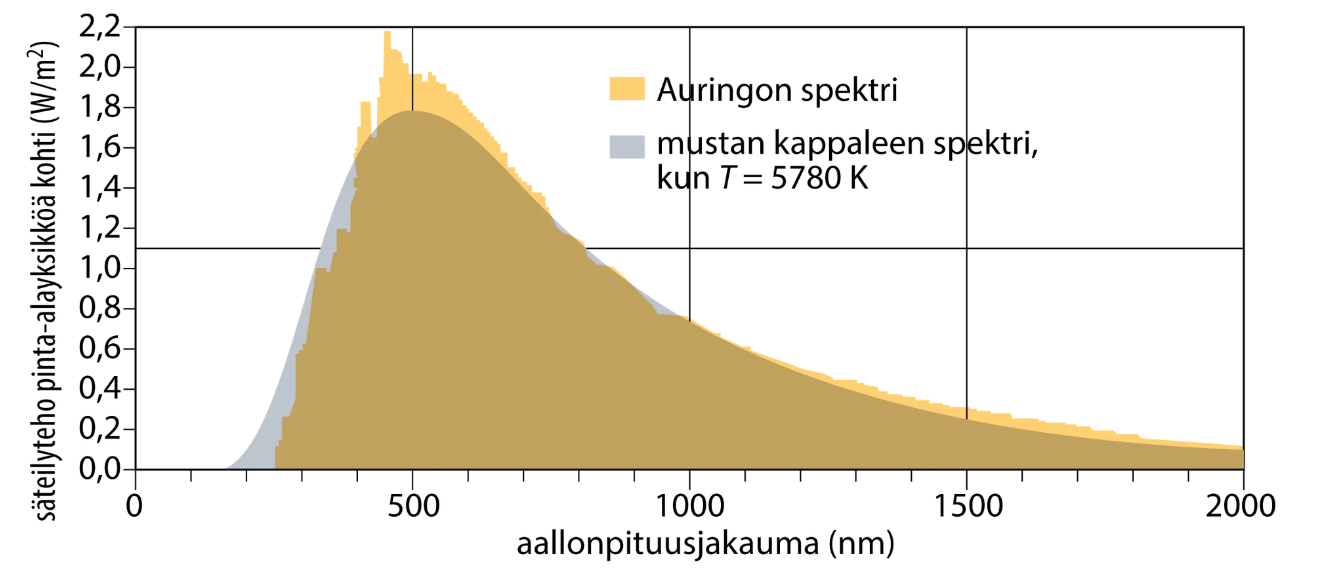 säteilyteho pinta-alayksikköä kohti (W/m²)
2,2
2,0
1,8
1,6
1,4
1,2
1,0
0,8
0,6
0,4
0,2
0,0
Auringon spektri
mustan kappaleen spektri,
kun T = 5780 K
0 500 1000 1500 2000
aallonpituusjakauma (nm)